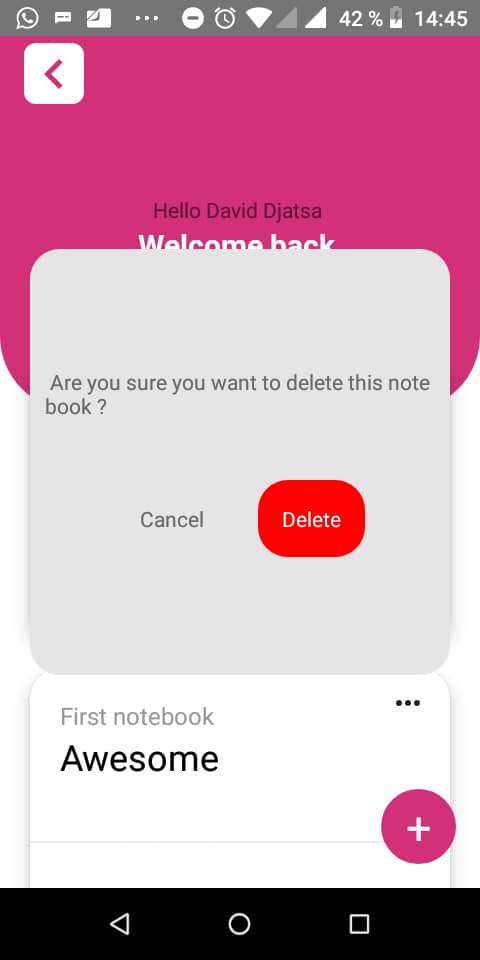 42 % 14:45
Hello David Djatsa
Welcome back
Are you sure you want to delete this note
book ?
Cancel Delete
First notebook
Awesome